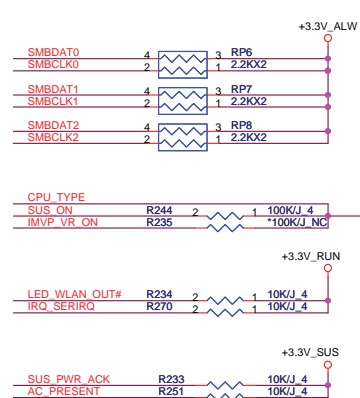 +3.3V_ALW
SMBDAT0 4 3 RP6
SMBCLK0 2 1 2.2KX2
SMBDAT1 4 3 RP7
SMBCLK1 2 1 2.2KX2
SMBDAT2 4 3 RP8
SMBCLK2 2 1 2.2KX2
CPU_TYPE
SUS_ON R244 2 1 100K/J_4
IMVP_VR_ON R235 *100K/J_NC
+3.3V_RUN
LED_WLAN_OUT# R234 2 1 10K/J_4
IRQ_SERIRQ R270 2 1 10K/J_4
+3.3V_SUS
SUS_PWR_ACK R233 10K/J_4
AC_PRESENT R251 10K/J_4